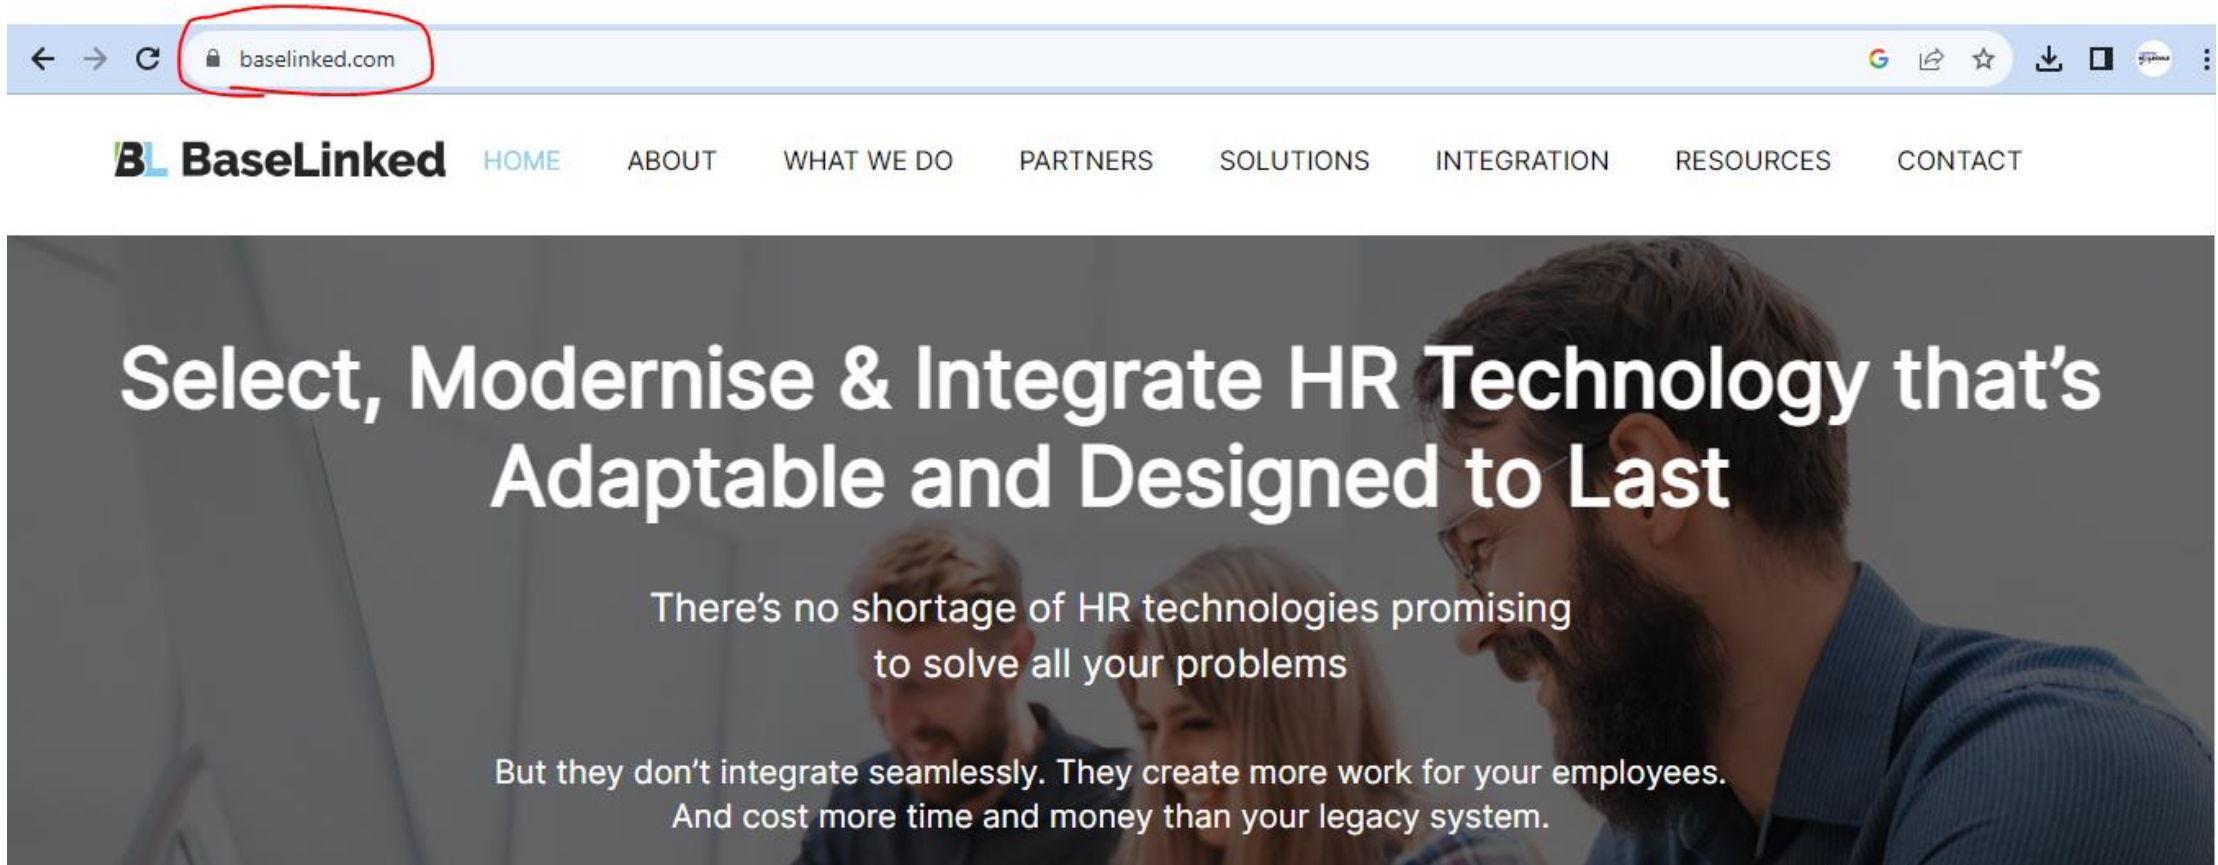 baselinked.com
BL BaseLinked HOME ABOUT WHAT WE DO PARTNERS SOLUTIONS INTEGRATION RESOURCES CONTACT
Select, Modernise & Integrate HR Technology that’s
Adaptable and Designed to Last
There’s no shortage of HR technologies promising
to solve all your problems
But they don’t integrate seamlessly. They create more work for your employees.
And cost more time and money than your legacy system.